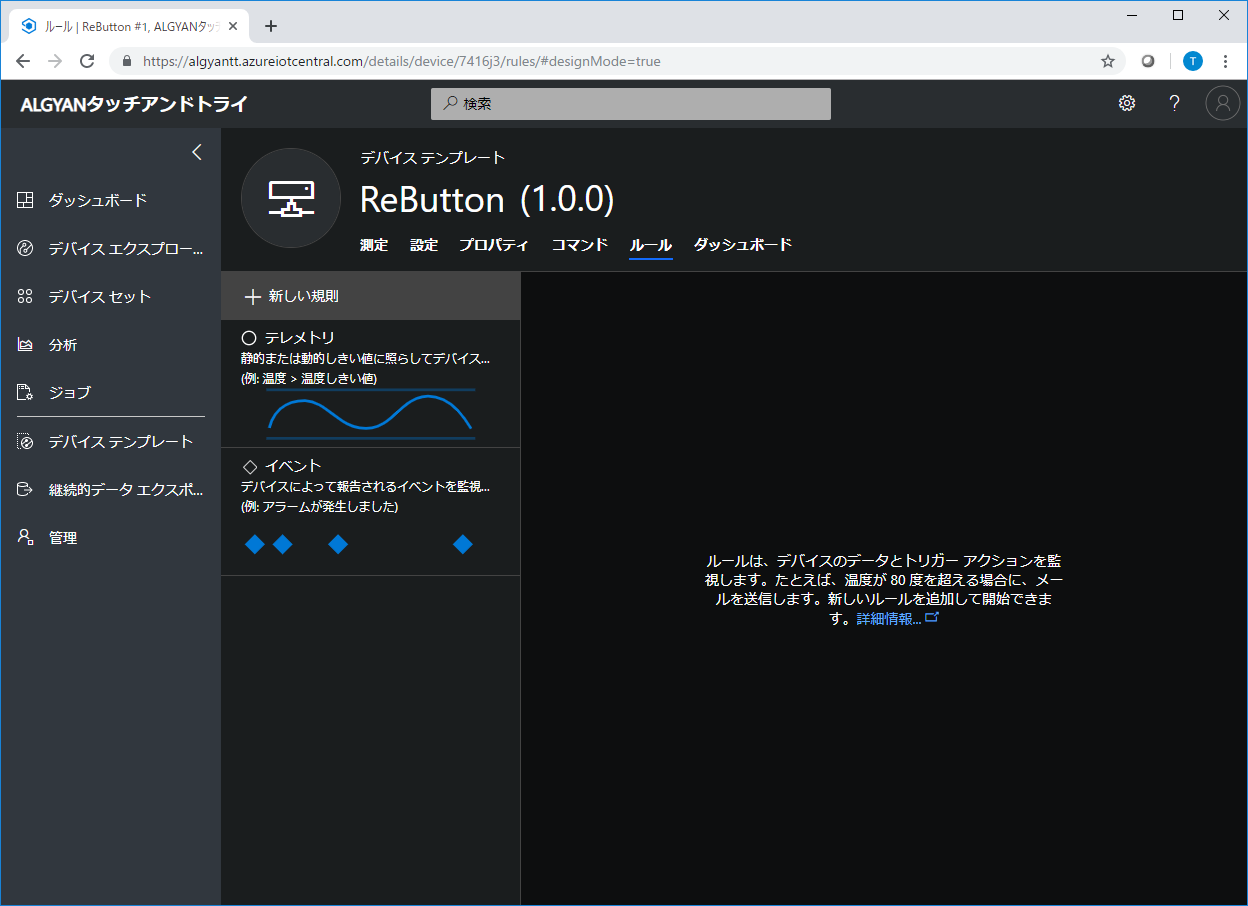 ルール | ReButton #1, ALGYANタッチ
https://algyantt.azureiotcentral.com/details/device/7416j3/rules/#designMode=true
T
ALGYANタッチアンドトライ
検索
?
ダッシュボード
デバイス エクスプロー...
デバイス セット
分析
ジョブ
デバイス テンプレート
継続的データ エクスポ...
管理
デバイス テンプレート
ReButton (1.0.0)
測定 設定 プロパティ コマンド ルール ダッシュボード
新しい規則
テレメトリ
静的または動的しきい値に照らしてデバイス...
(例: 温度 > 温度しきい値)
イベント
デバイスによって報告されるイベントを監視...
(例: アラームが発生しました)
ルールは、デバイスのデータとトリガー アクションを監
視します。たとえば、温度が 80 度を超える場合に、メー
ルを送信します。新しいルールを追加して開始できま
す。詳細情報...